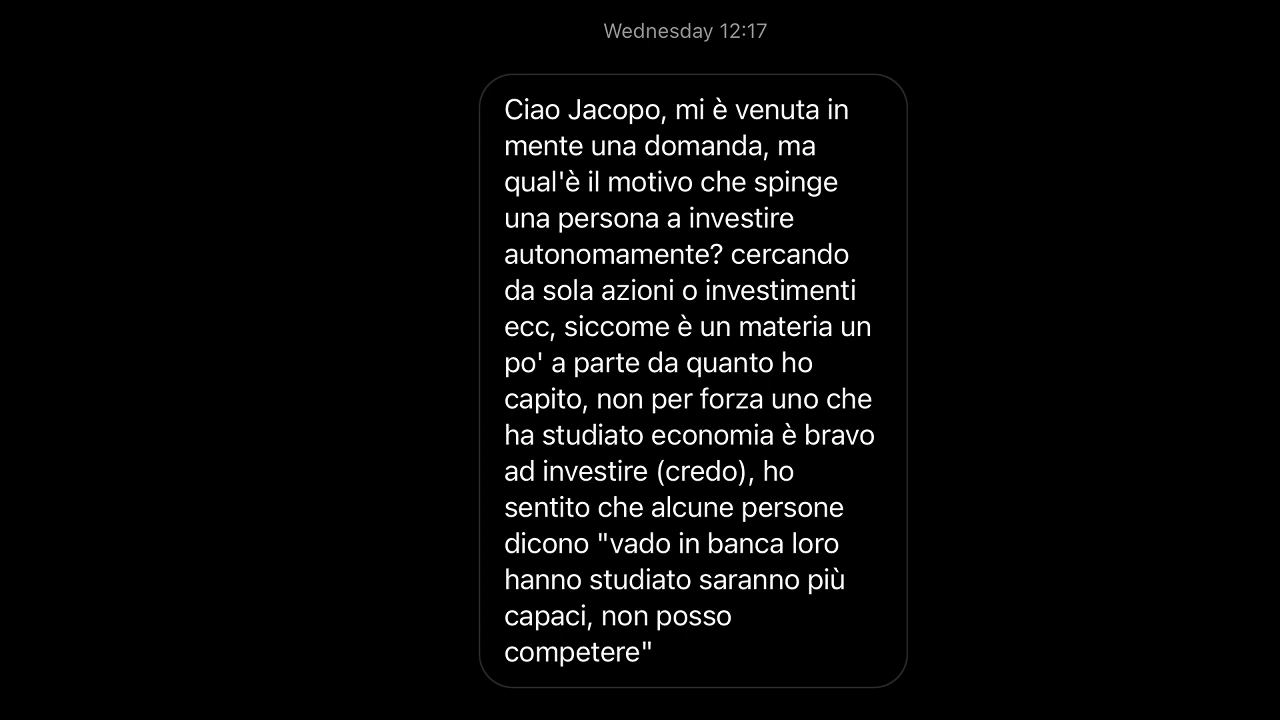 Wednesday 12:17
Ciao Jacopo, mi è venuta in
mente una domanda, ma
qual'è il motivo che spinge
una persona a investire
autonomamente? cercando
da sola azioni o investimenti
ecc, siccome è un materia un
po' a parte da quanto ho
capito, non per forza uno che
ha studiato economia è bravo
ad investire (credo), ho
sentito che alcune persone
dicono "vado in banca loro
hanno studiato saranno più
capaci, non posso
competere"